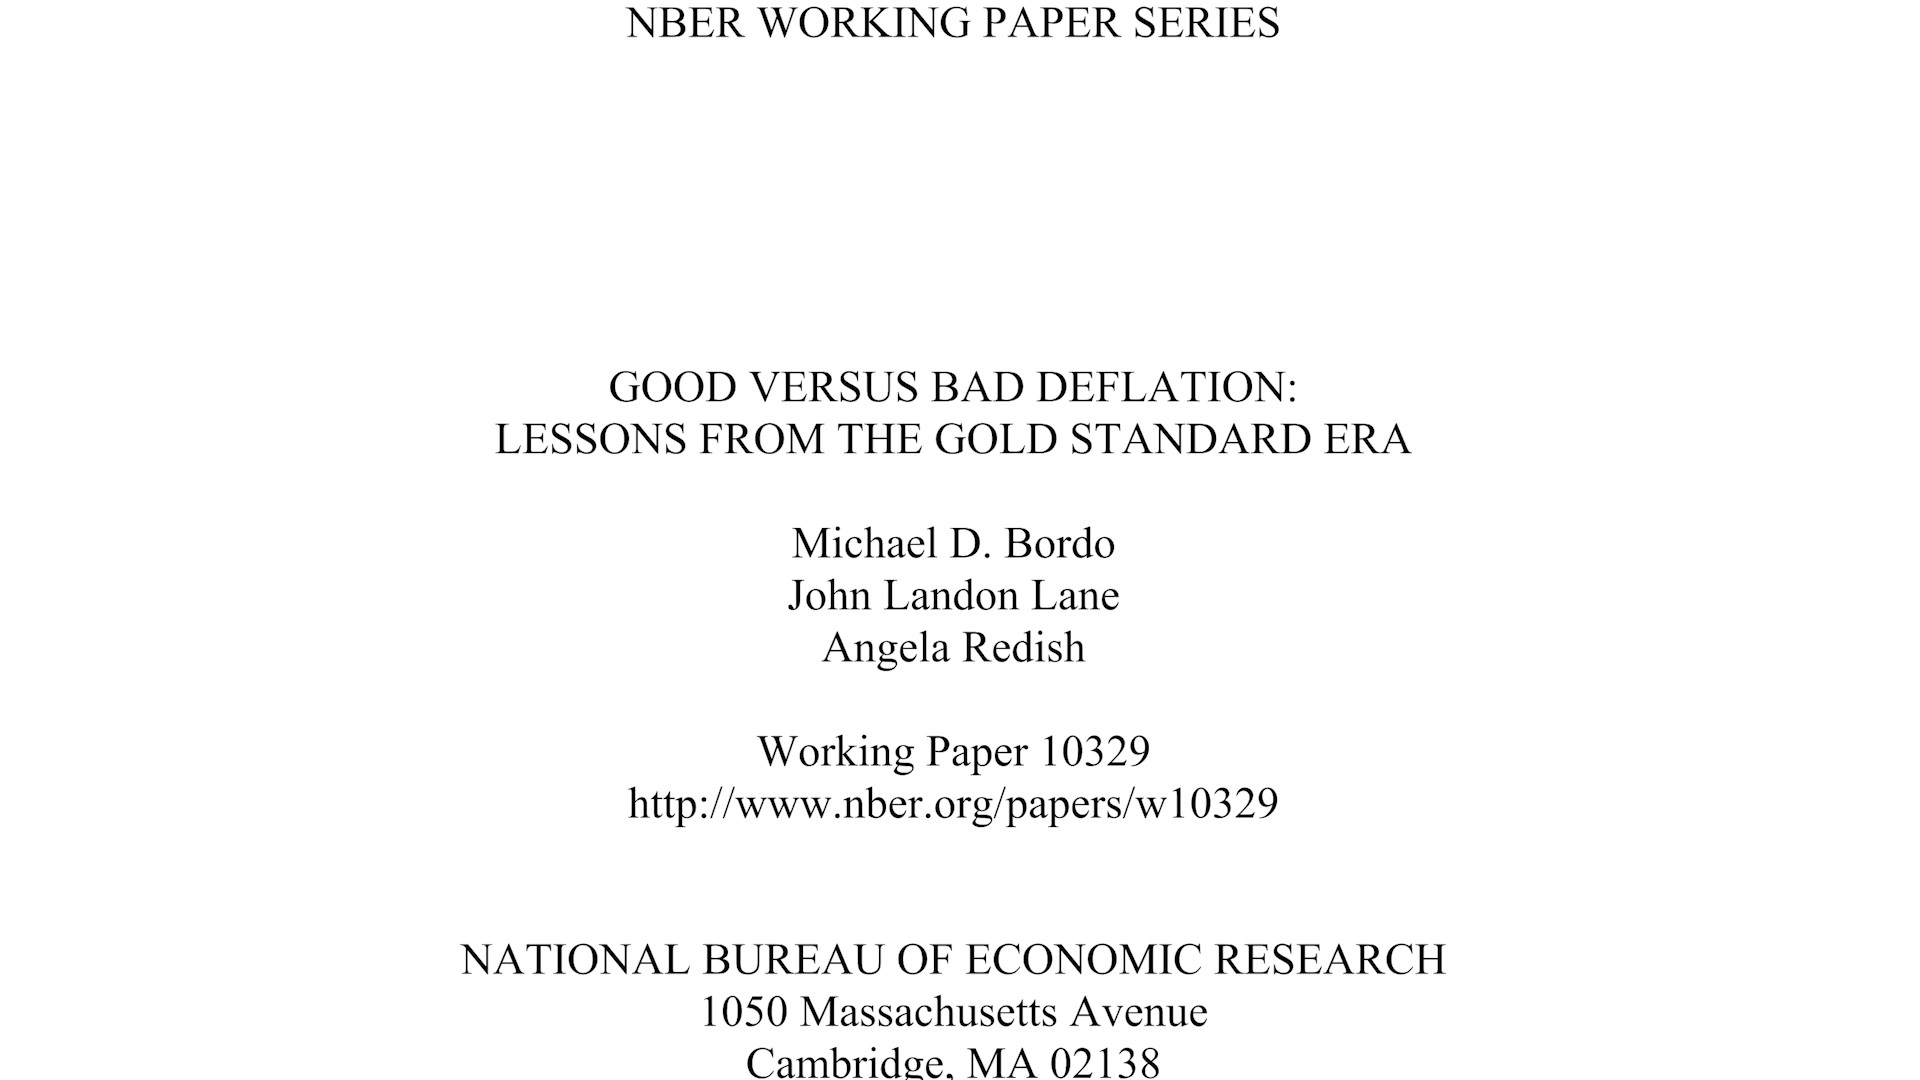 NBER WORKING PAPER SERIES
GOOD VERSUS BAD DEFLATION:
LESSONS FROM THE GOLD STANDARD ERA
Michael D. Bordo
John Landon Lane
Angela Redish
Working Paper 10329
http://www.nber.org/papers/w10329
NATIONAL BUREAU OF ECONOMIC RESEARCH
1050 Massachusetts Avenue
Cambridge, MA 02138